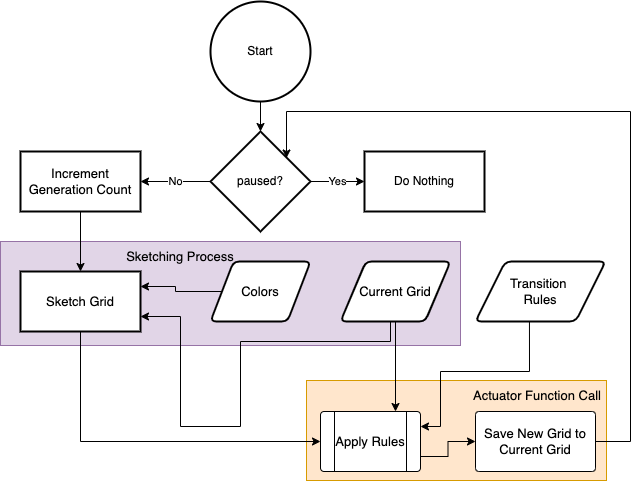 Start
paused?
No
Yes
Increment
Generation Count
Do Nothing
Sketching Process
Sketch Grid
Colors
Current Grid
Transition
Rules
Actuator Function Call
Apply Rules
Save New Grid to
Current Grid